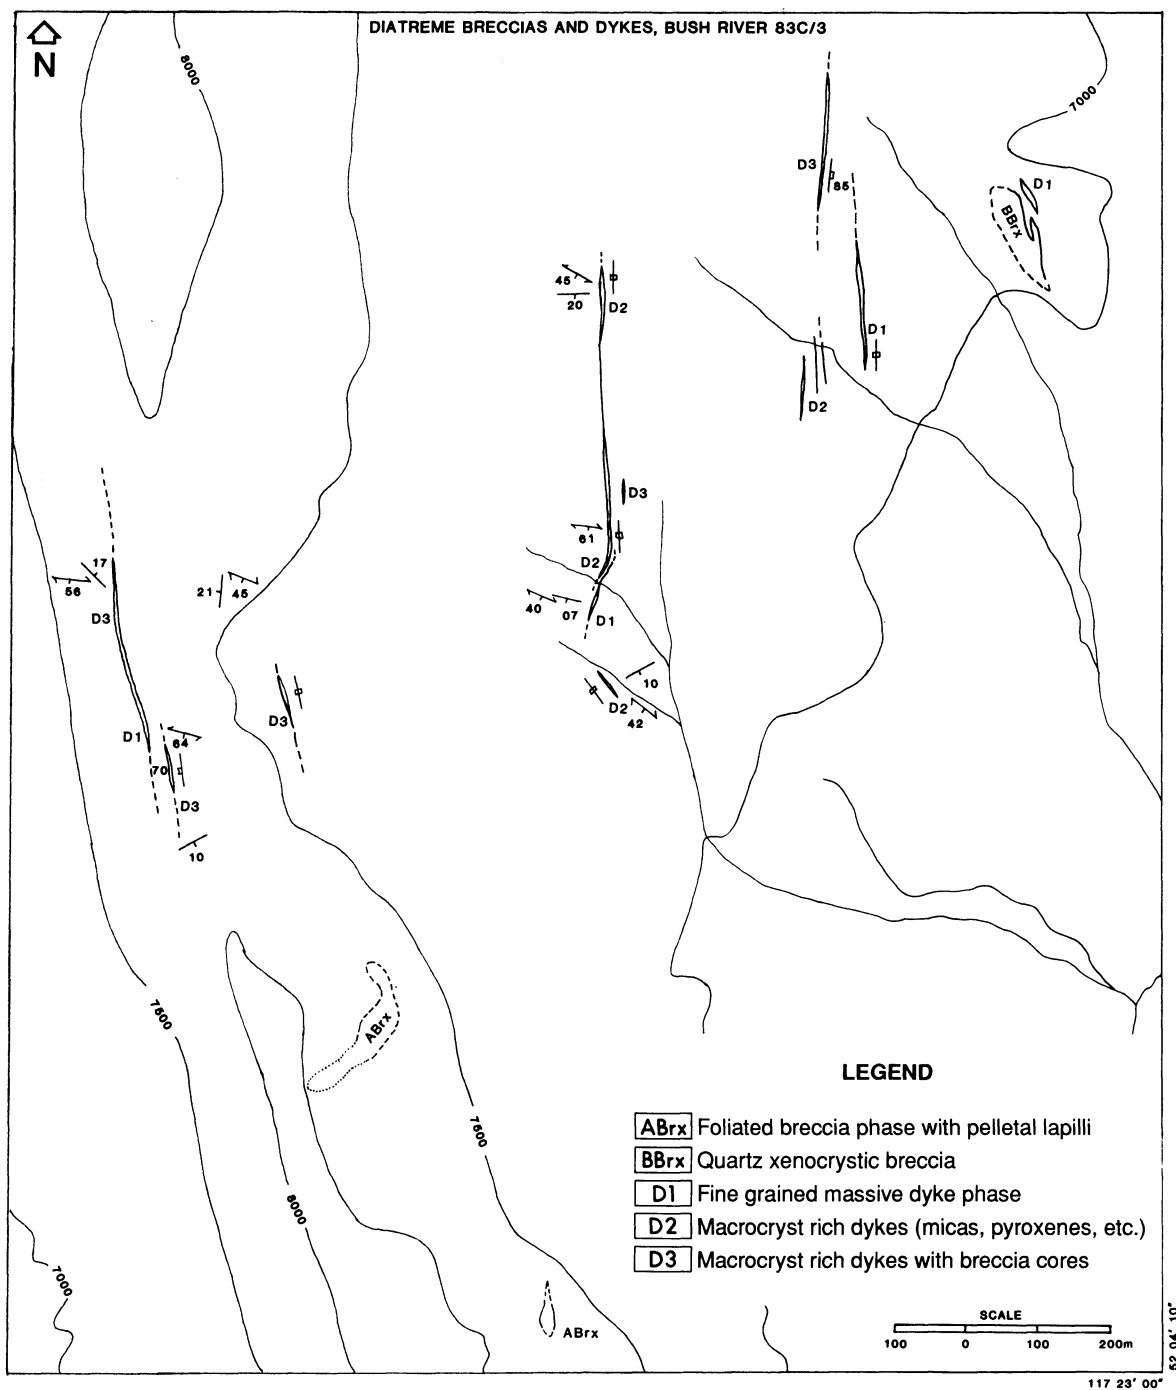 DIATREME BRECCIAS AND DYKES, BUSH RIVER 83C/3
N
8000
7000
D3
85
D1
BBrx
45
20
D2
D1
D2
D3
61
D2
17
56
21
45
D3
40
07
D1
10
D2
42
D3
D1
64
70
D3
10
7500
ABrx
7500
8000
7000
ABrx
LEGEND
ABrx Foliated breccia phase with pelletal lapilli
BBrx Quartz xenocrystic breccia
D1 Fine grained massive dyke phase
D2 Macrocryst rich dykes (micas, pyroxenes, etc.)
D3 Macrocryst rich dykes with breccia cores
SCALE
100 0 100 200m
52 04' 10"
117 23' 00"